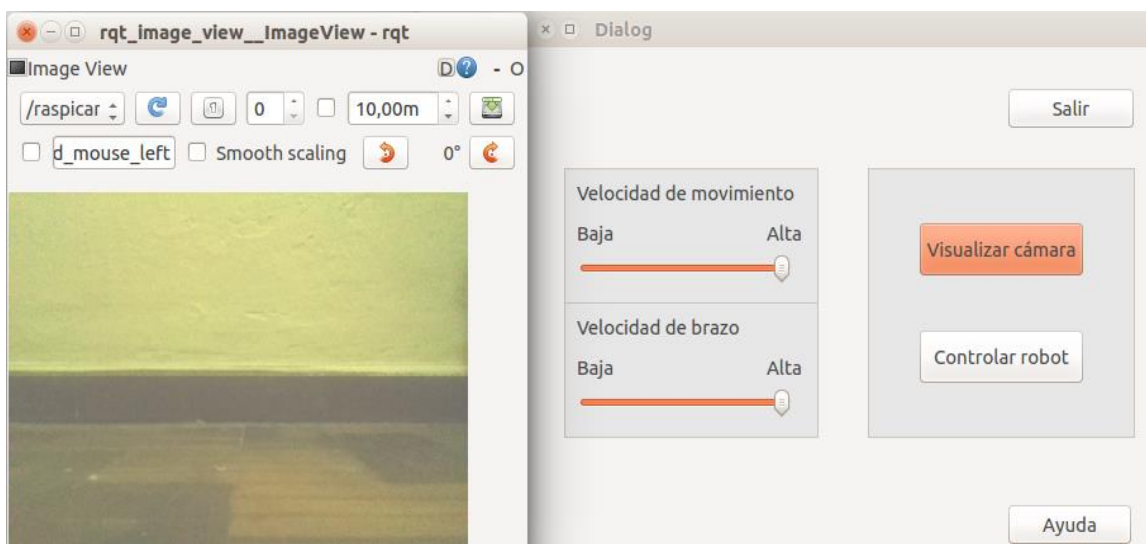 rqt_image_view__ImageView - rqt
Image View
D
- O
/raspicar
0
10,00m
d_mouse_left
Smooth scaling
0°
Dialog
Salir
Velocidad de movimiento
Baja Alta
Velocidad de brazo
Baja Alta
Visualizar cámara
Controlar robot
Ayuda